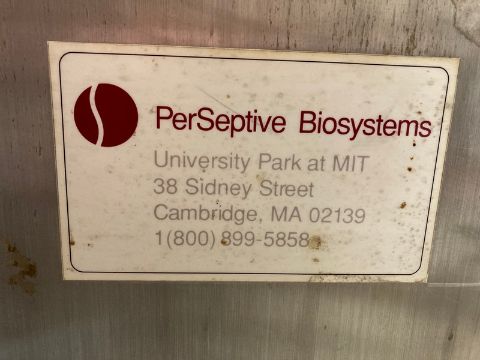 PerSeptive Biosystems
University Park at MIT
38 Sidney Street
Cambridge, MA 02139
1(800) 899-5858